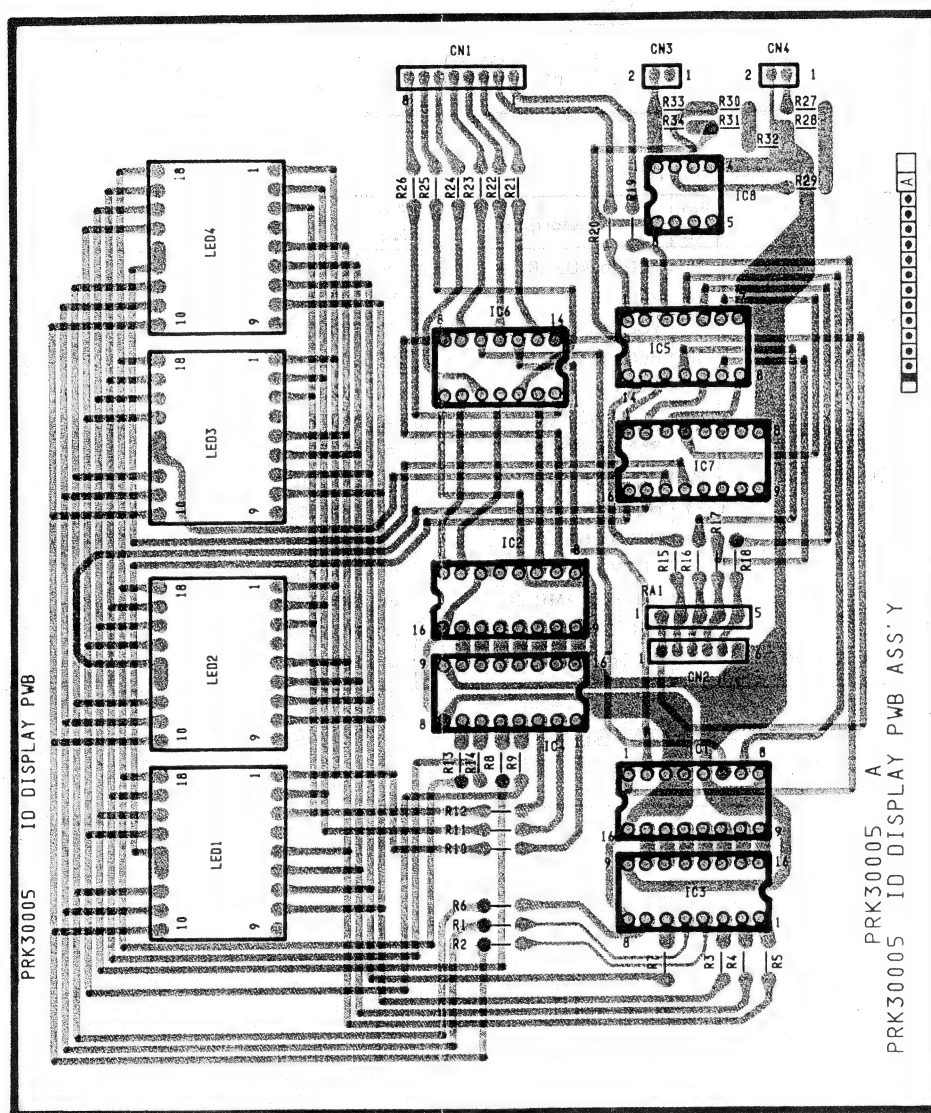 CN1
8
1
CN3
2
1
CN4
2
1
R33
R30
R27
R34
R31
R28
R32
R29
4
IC8
5
R26
R25
R24
R23
R22
R21
R19
R20
A
18
1
LED4
10
9
8
IC6
14
IC5
14
8
18
1
LED3
10
9
8
IC7
9
R17
R15
R16
R18
IC2
8
16
9
RA1
1
5
1
6
CN2
18
1
LED2
10
9
9
16
8
R13
R14
R8
R9
IC1
1
8
16
9
18
1
LED1
10
9
R12
R11
R10
R6
R1
R2
9
16
IC3
8
1
R3
R4
R5
PRK30005 ID DISPLAY PWB
PRK30005 A
PRK30005 ID DISPLAY PWB ASS'Y